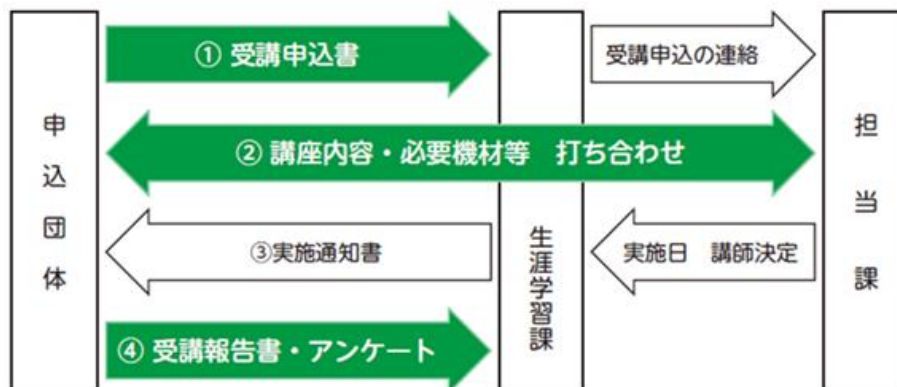 ① 受講申込書
受講申込の連絡
申込団体
② 講座内容・必要機材等　打ち合わせ
担当課
③実施通知書
生涯学習課
実施日　講師決定
④ 受講報告書・アンケート